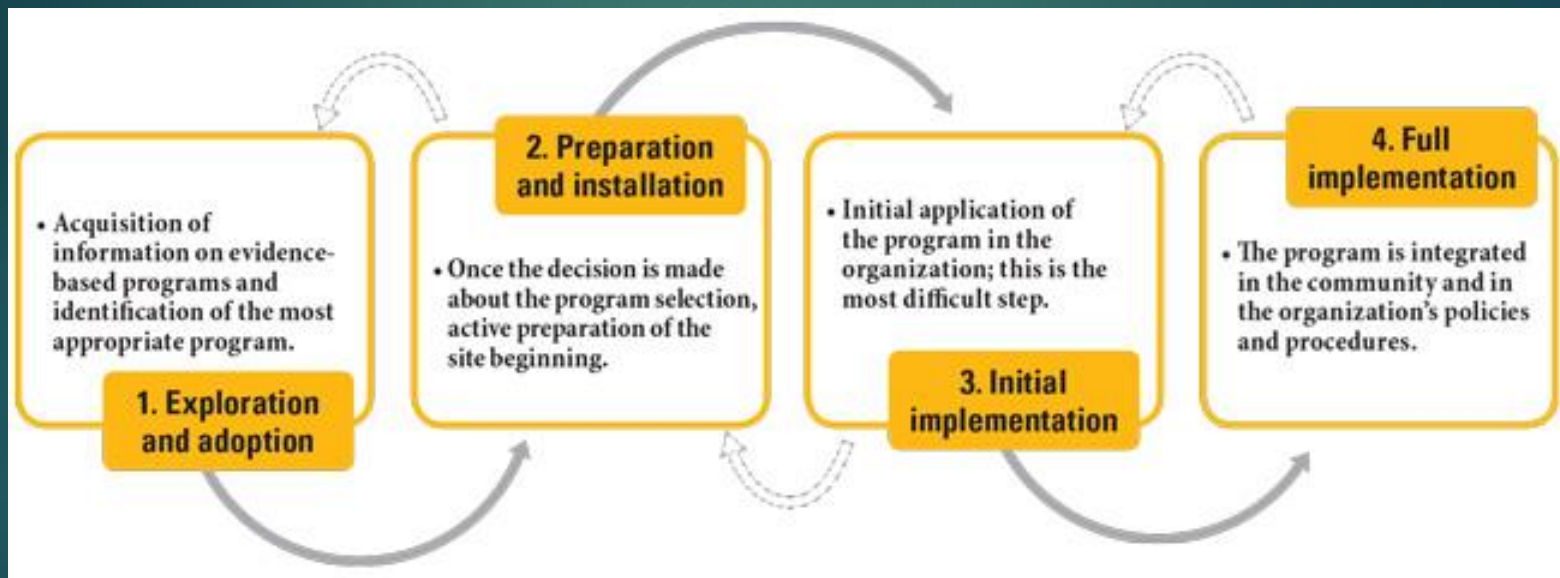 • Acquisition of
information on evidence-
based programs and
identification of the most
appropriate program.
1. Exploration
and adoption
2. Preparation
and installation
• Once the decision is made
about the program selection,
active preparation of the
site beginning.
• Initial application of
the program in the
organization; this is the
most difficult step.
3. Initial
implementation
4. Full
implementation
• The program is integrated
in the community and in
the organization’s policies
and procedures.